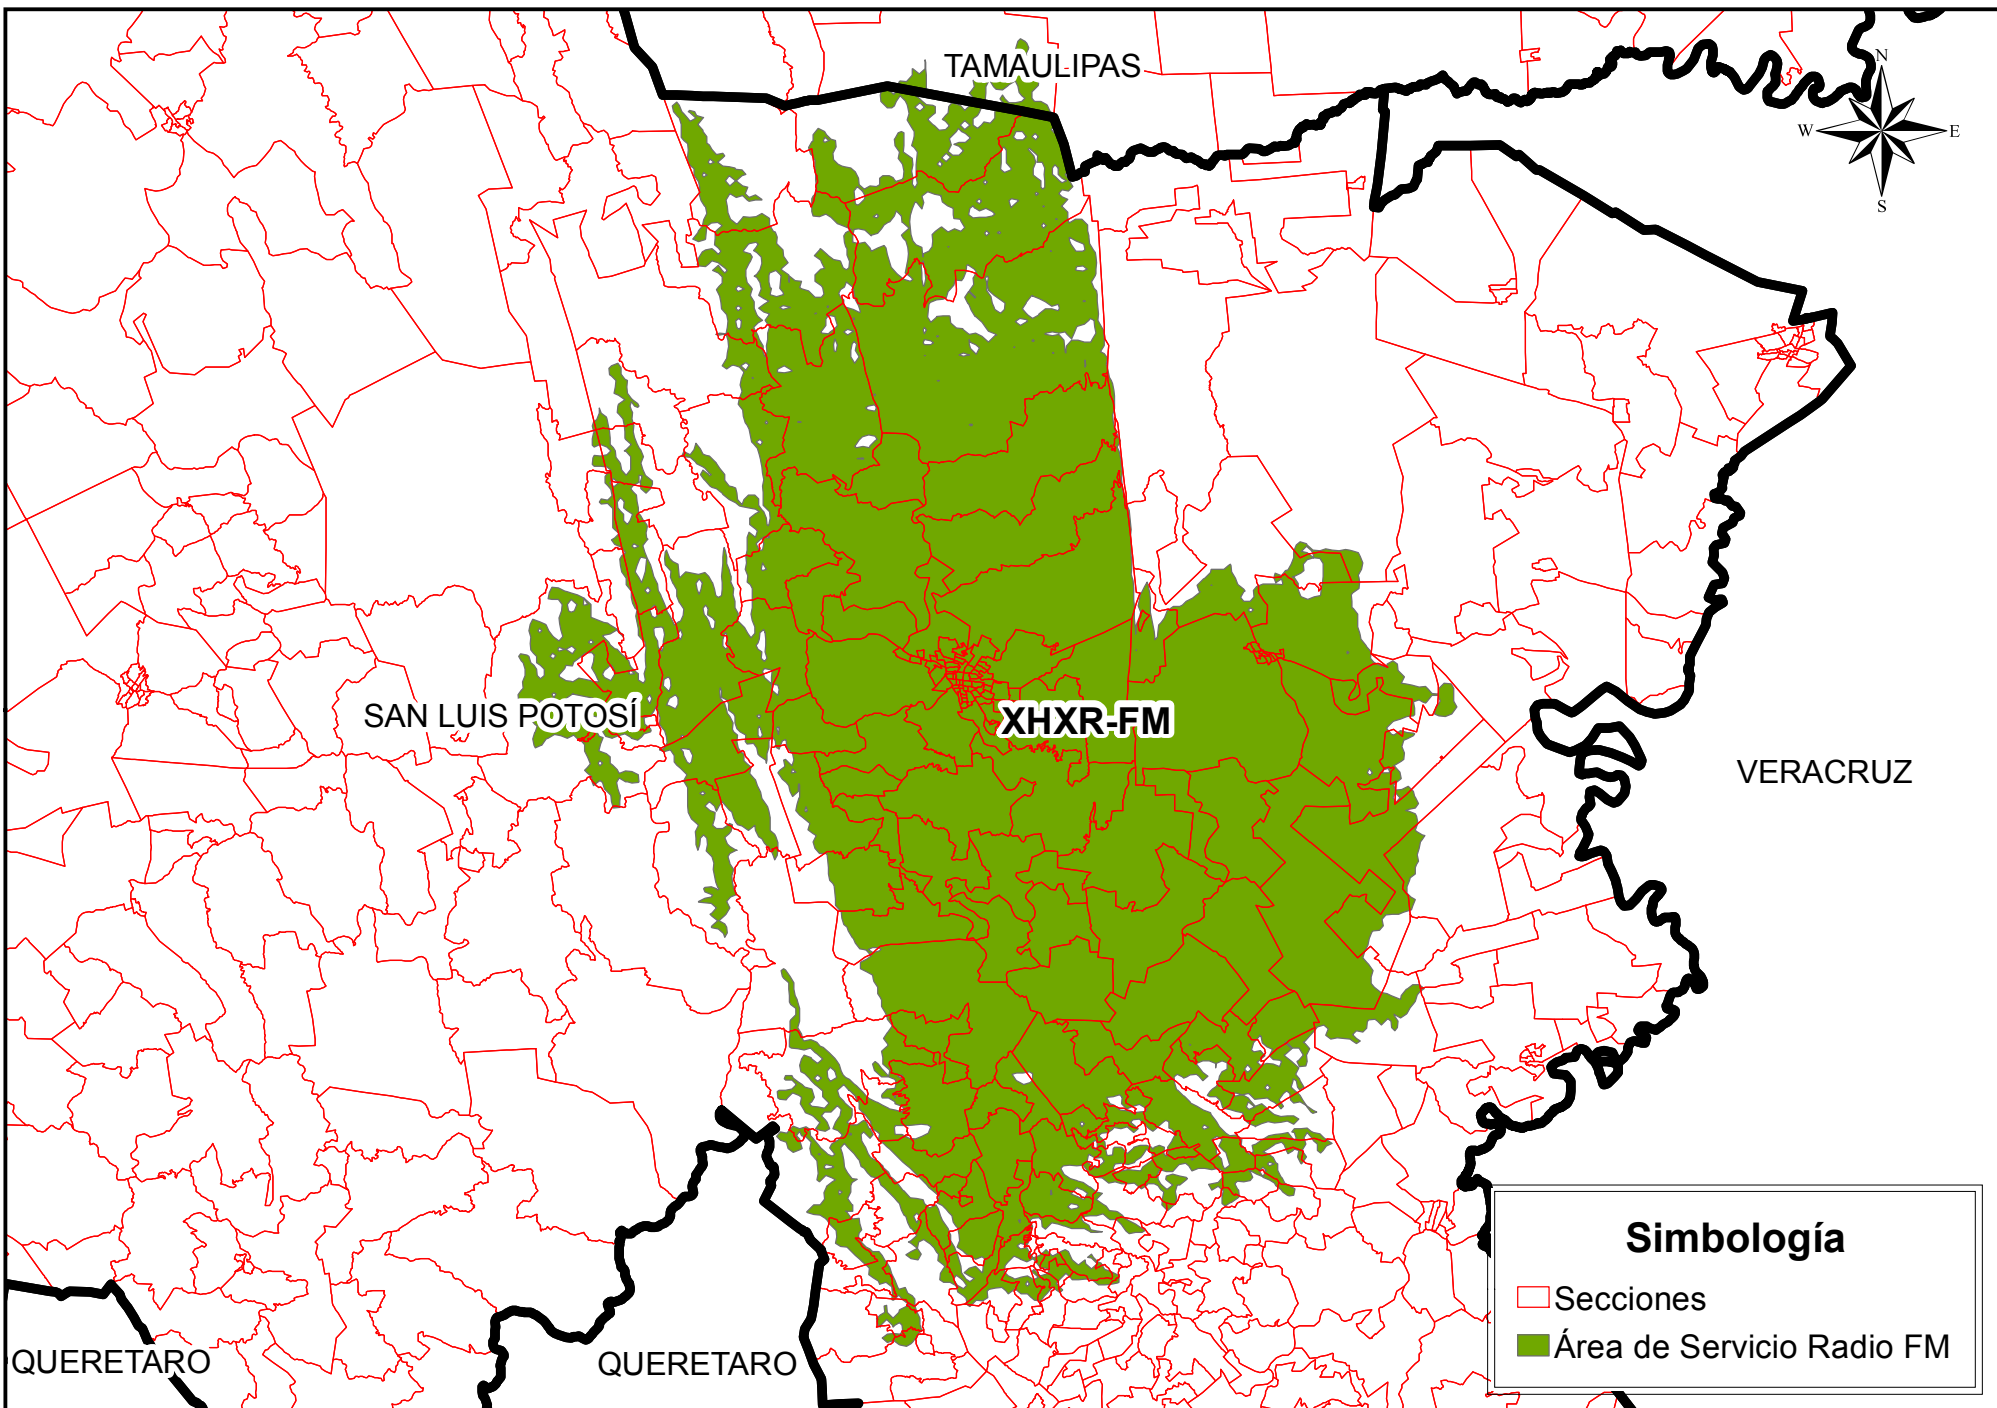 TAMAULIPAS
N
W
E
S
SAN LUIS POTOSÍ
XHXR-FM
VERACRUZ
Simbología
Secciones
Área de Servicio Radio FM
QUERETARO
QUERETARO